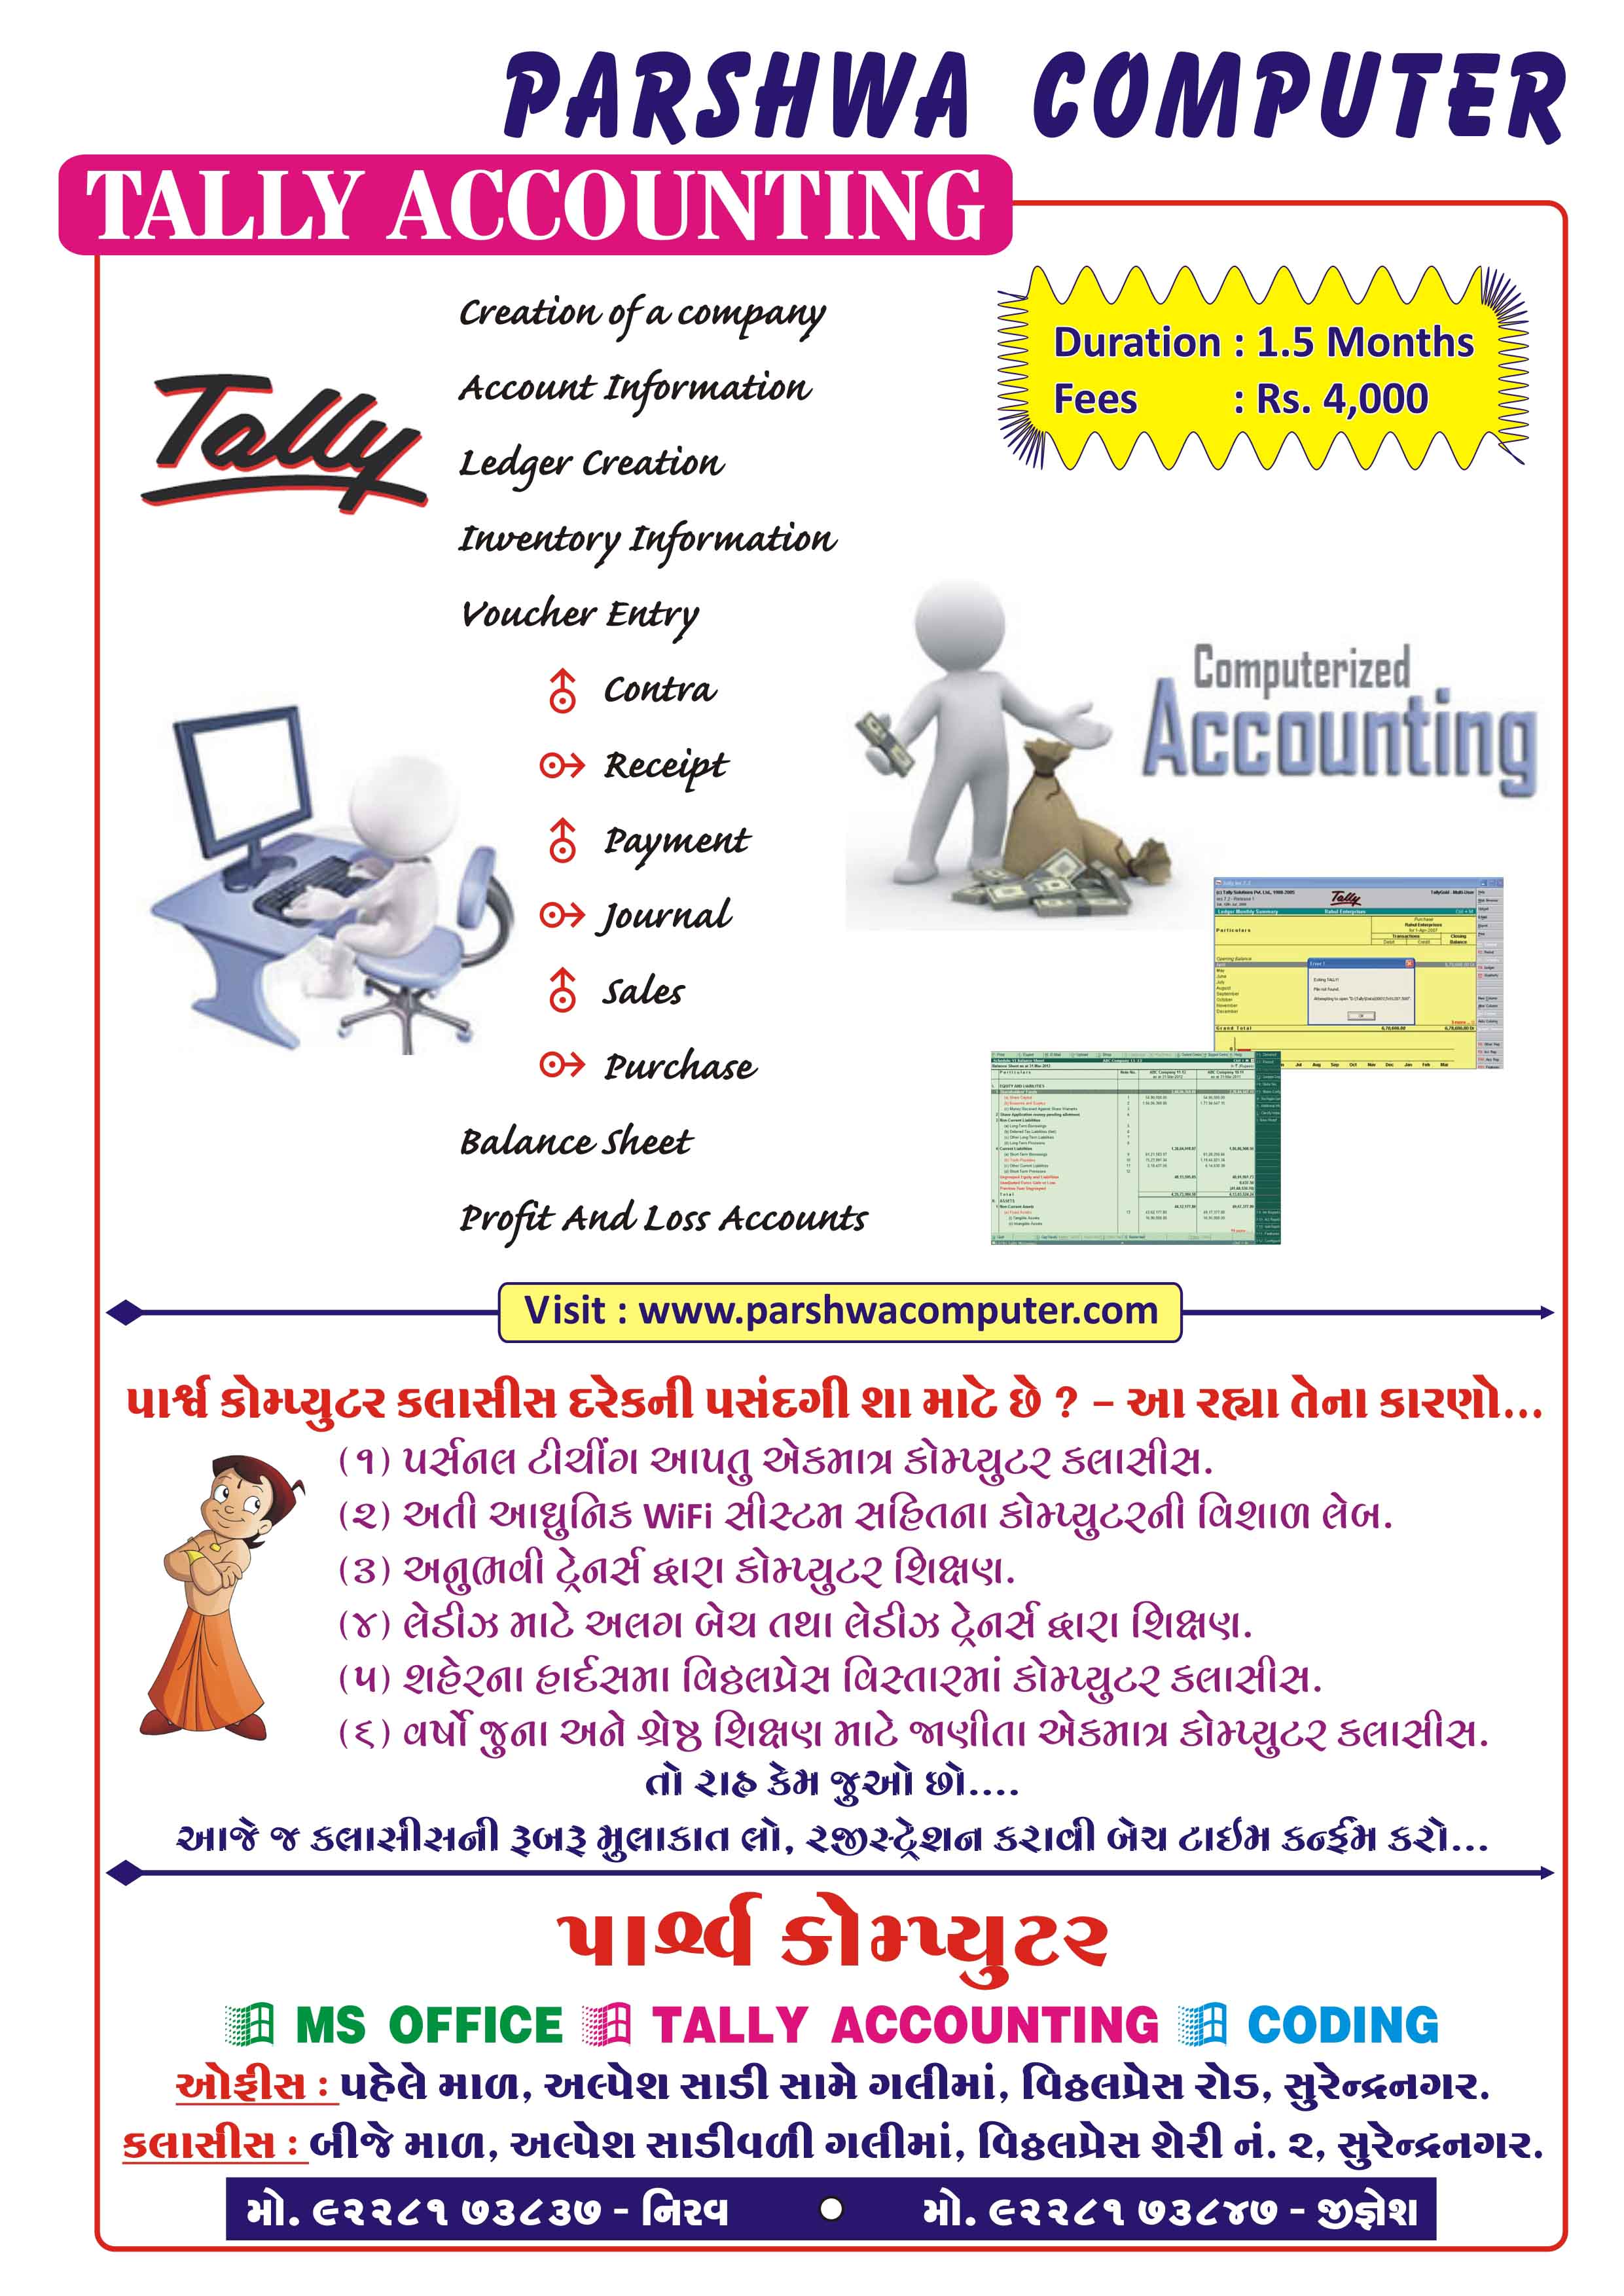 PARSHWA COMPUTER
TALLY ACCOUNTING
Creation of a company
Duration : 1.5 Months
Account Information
Fees : Rs. 4,000
Tally
Ledger Creation
Inventory Information
Voucher Entry
Contra
Computerized
Accounting
Receipt
Payment
Journal
Sales
Purchase
Balance Sheet
Profit And Loss Accounts
Visit : www.parshwacomputer.com
પાર્શ્વ કોમ્પ્યુટર કલાસીસ દરેકની પસંદગી શા માટે છે ? – આ રહ્યા તેના કારણો...
(૧) પર્સનલ ટીચીંગ આપતુ એકમાત્ર કોમ્પ્યુટર કલાસીસ.
(૨) અતી આધુનિક WiFi સીસ્ટમ સહિતના કોમ્પ્યુટરની વિશાળ લેબ.
(૩) અનુભવી ટ્રેનર્સ દ્વારા કોમ્પ્યુટર શિક્ષણ.
(૪) લેડીઝ માટે અલગ બેચ તથા લેડીઝ ટ્રેનર્સ દ્વારા શિક્ષણ.
(૫) શહેરના હાર્દસમા વિઠ્ઠલપ્રેસ વિસ્તારમાં કોમ્પ્યુટર કલાસીસ.
(૬) વર્ષો જુના અને શ્રેષ્ઠ શિક્ષણ માટે જાણીતા એકમાત્ર કોમ્પ્યુટર કલાસીસ.
તો રાહ કેમ જુઓ છો....
આજે જ કલાસીસની રૂબરૂ મુલાકાત લો, રજીસ્ટ્રેશન કરાવી બેચ ટાઈમ કન્ફર્મ કરો...
પાર્શ્વ કોમ્પ્યુટર
MS OFFICE TALLY ACCOUNTING CODING
ઓફીસ : પહેલે માળ, અલ્પેશ સાડી સામે ગલીમાં, વિઠ્ઠલપ્રેસ રોડ, સુરેન્દ્રનગર.
કલાસીસ : બીજે માળ, અલ્પેશ સાડીવળી ગલીમાં, વિઠ્ઠલપ્રેસ શેરી નં. ૨, સુરેન્દ્રનગર.
મો. ૯૨૨૮૧ ૭૩૮૩૭ - નિરવ • મો. ૯૨૨૮૧ ૭૩૮૪૭ - જીજ્ઞેશ